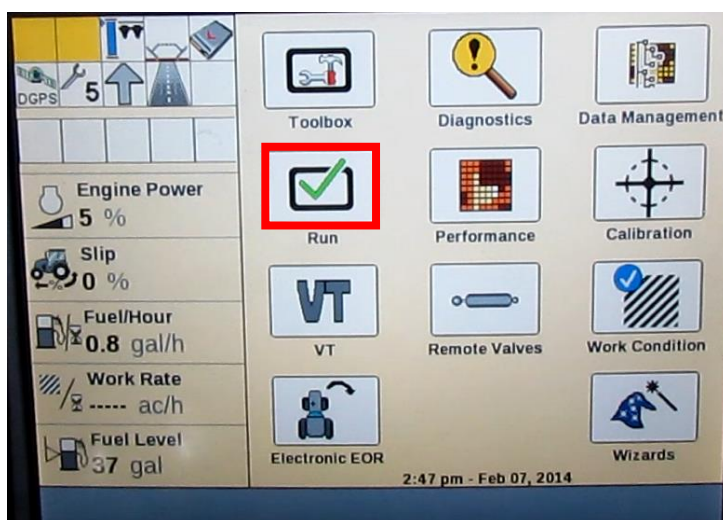 DGPS
5
Engine Power
5 %
Slip
0 %
Fuel/Hour
0.8 gal/h
Work Rate
----- ac/h
Fuel Level
37 gal
Toolbox
Diagnostics
Data Management
Run
Performance
Calibration
VT
VT
Remote Valves
Work Condition
Electronic EOR
Wizards
2:47 pm - Feb 07, 2014